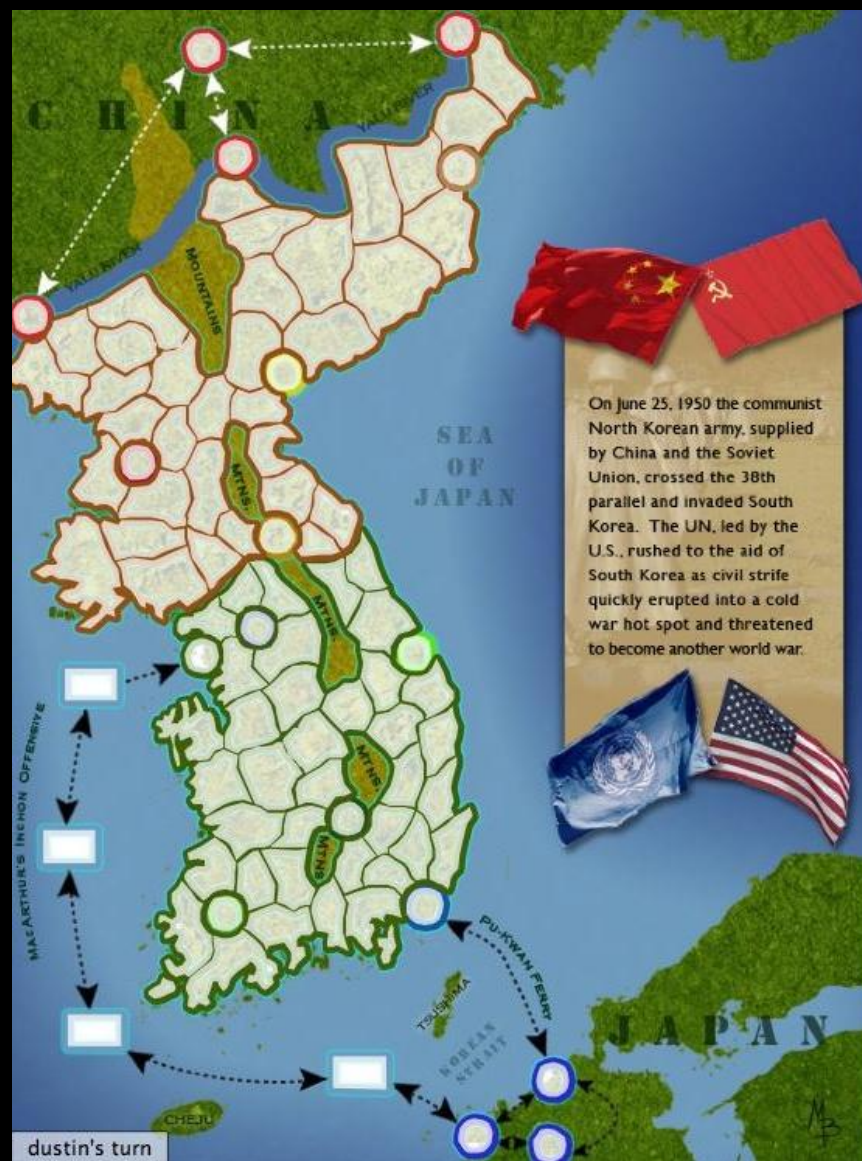 CHINA
YALU RIVER
YALU RIVER
MOUNTAINS
On June 25, 1950 the communist
North Korean army, supplied
by China and the Soviet
Union, crossed the 38th
parallel and invaded South
Korea. The UN, led by the
U.S., rushed to the aid of
South Korea as civil strife
quickly erupted into a cold
war hot spot and threatened
to become another world war.
SEA
OF
JAPAN
MTNS.
MTNS.
MACARTHUR'S INCHON OFFENSIVE
MTNS.
MTNS
PU-KWAN FERRY
TSUSHIMA
KOREAN
STRAIT
JAPAN
CHEJU
MB
dustin's turn